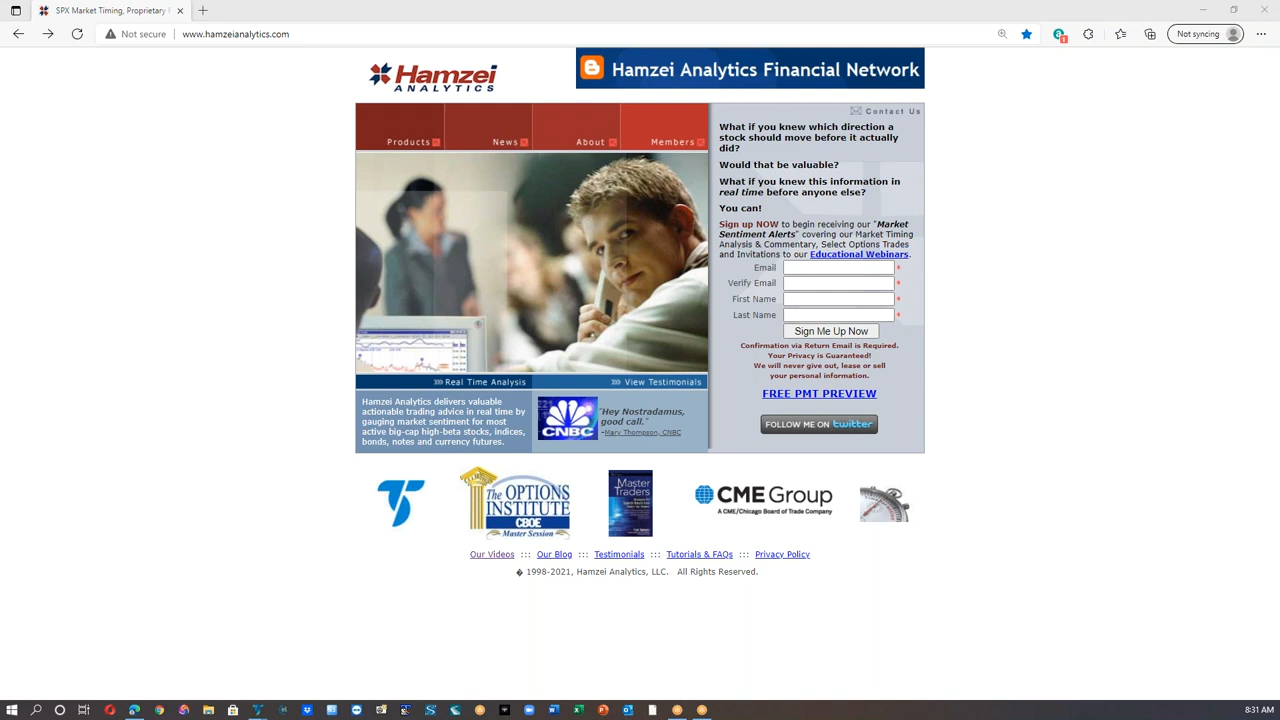 SPX Market Timing, Proprietary
Not secure
www.hamzeianalytics.com
Not syncing
Hamzei
ANALYTICS
Hamzei Analytics Financial Network
Products
News
About
Members
Contact Us
What if you knew which direction a
stock should move before it actually
did?
Would that be valuable?
What if you knew this information in
real time before anyone else?
You can!
Sign up NOW to begin receiving our "Market
Sentiment Alerts" covering our Market Timing
Analysis & Commentary, Select Options Trades
and Invitations to our Educational Webinars.
Email *
Verify Email *
First Name *
Last Name *
Sign Me Up Now
Confirmation via Return Email is Required.
Your Privacy is Guaranteed!
We will never give out, lease or sell
your personal information.
FREE PMT PREVIEW
FOLLOW ME ON twitter
Real Time Analysis
View Testimonials
Hamzei Analytics delivers valuable
actionable trading advice in real time by
gauging market sentiment for most
active big-cap high-beta stocks, indices,
bonds, notes and currency futures.
CNBC
"Hey Nostradamus,
good call."
-Mary Thompson, CNBC
The OPTIONS
INSTITUTE
CBOE
Master Session
Master
Traders
CME Group
A CME/Chicago Board of Trade Company
Our Videos ::: Our Blog ::: Testimonials ::: Tutorials & FAQs ::: Privacy Policy
� 1998-2021, Hamzei Analytics, LLC. All Rights Reserved.
8:31 AM